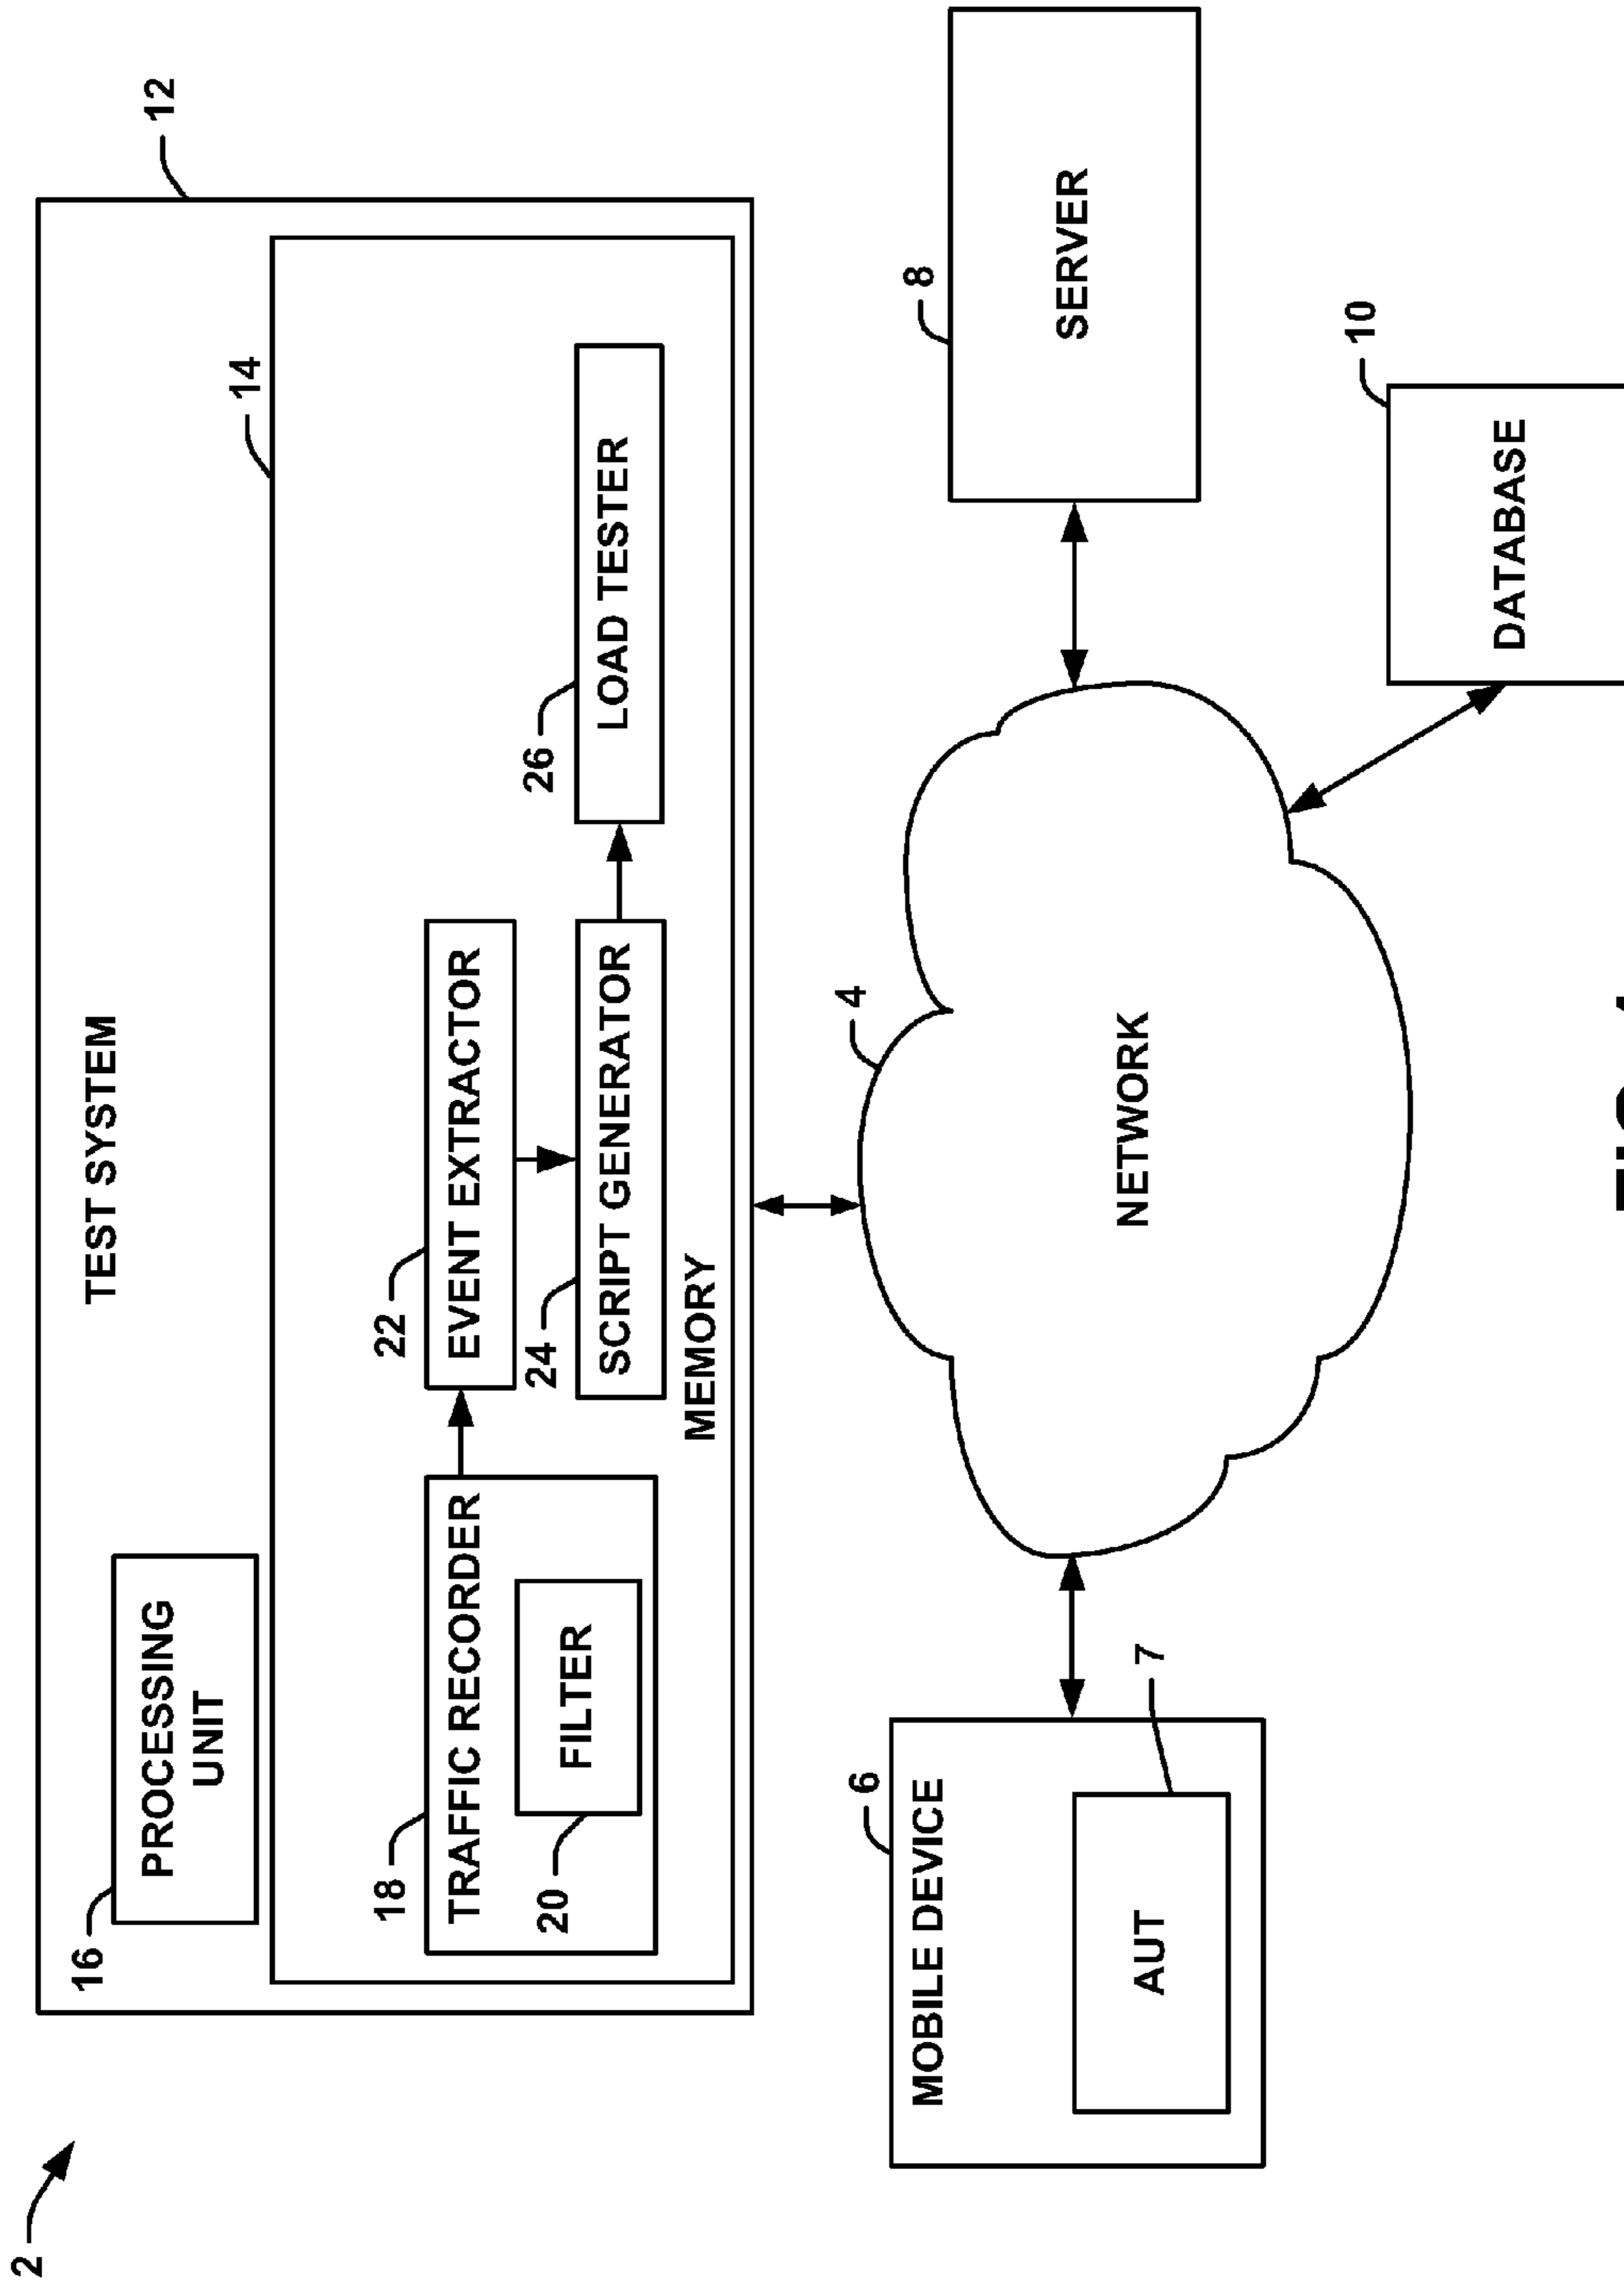 2
12
TEST SYSTEM
16
PROCESSING
UNIT
14
18
TRAFFIC RECORDER
20
FILTER
22
EVENT EXTRACTOR
24
SCRIPT GENERATOR
26
LOAD TESTER
MEMORY
4
NETWORK
6
MOBILE DEVICE
7
AUT
8
SERVER
10
DATABASE